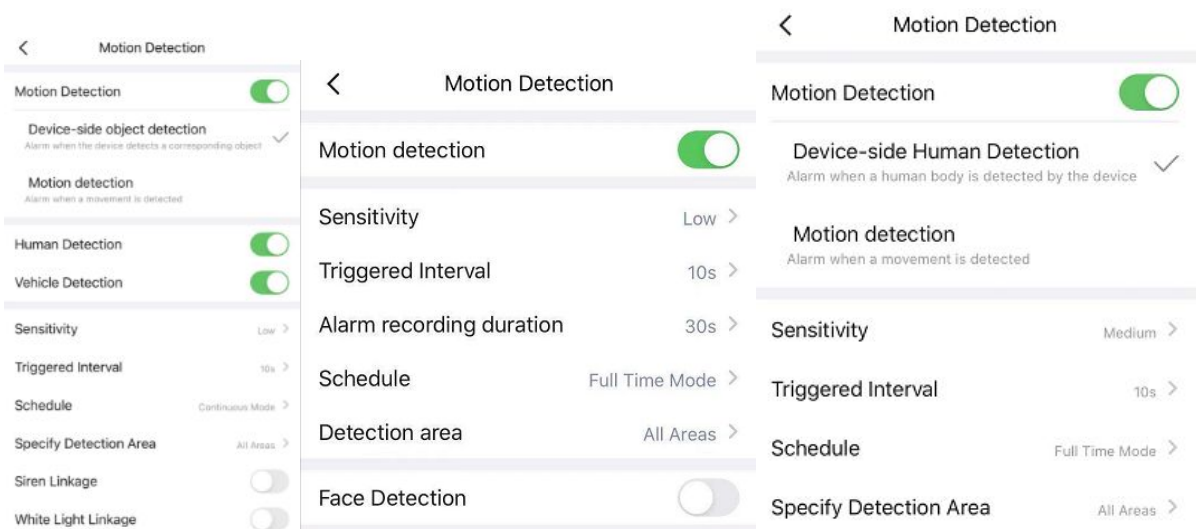 Motion Detection
Motion Detection
Device-side object detection
Alarm when the device detects a corresponding object
Motion detection
Alarm when a movement is detected
Human Detection
Vehicle Detection
Sensitivity Low
Triggered Interval 10s
Schedule Continuous Mode
Specify Detection Area All Areas
Siren Linkage
White Light Linkage
Motion Detection
Motion detection
Sensitivity Low
Triggered Interval 10s
Alarm recording duration 30s
Schedule Full Time Mode
Detection area All Areas
Face Detection
Motion Detection
Motion Detection
Device-side Human Detection
Alarm when a human body is detected by the device
Motion detection
Alarm when a movement is detected
Sensitivity Medium
Triggered Interval 10s
Schedule Full Time Mode
Specify Detection Area All Areas